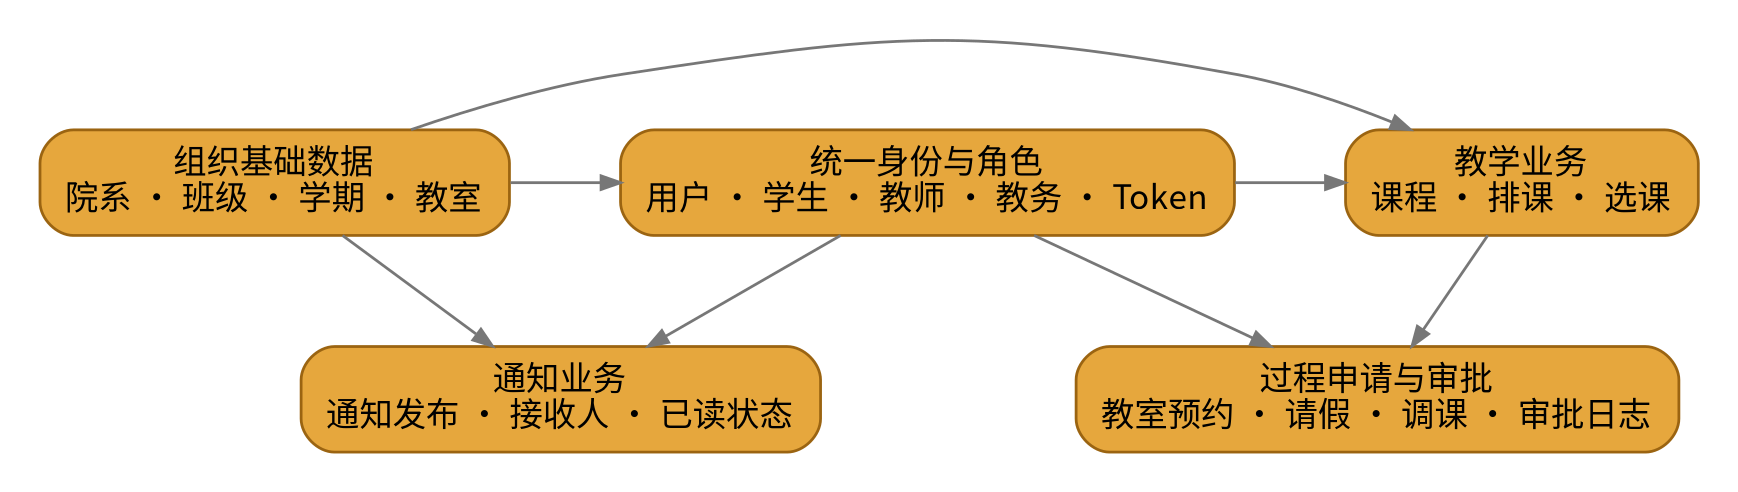 组织基础数据
院系 · 班级 · 学期 · 教室
统一身份与角色
用户 · 学生 · 教师 · 教务 · Token
教学业务
课程 · 排课 · 选课
通知业务
通知发布 · 接收人 · 已读状态
过程申请与审批
教室预约 · 请假 · 调课 · 审批日志